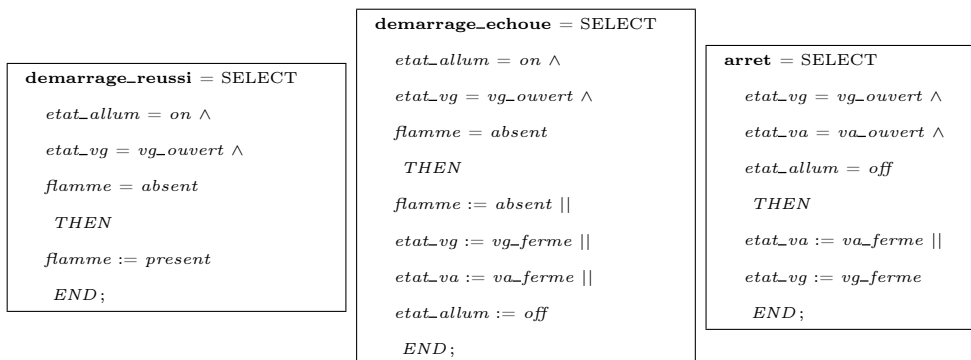 demarrage_reussi = SELECT
etat_allum = on ∧
etat_vg = vg_ouvert ∧
flamme = absent
THEN
flamme := present
END;
demarrage_echoue = SELECT
etat_allum = on ∧
etat_vg = vg_ouvert ∧
flamme = absent
THEN
flamme := absent ||
etat_vg := vg_ferme ||
etat_va := va_ferme ||
etat_allum := off
END;
arret = SELECT
etat_vg = vg_ouvert ∧
etat_va = va_ouvert ∧
etat_allum = off
THEN
etat_va := va_ferme ||
etat_vg := vg_ferme
END;